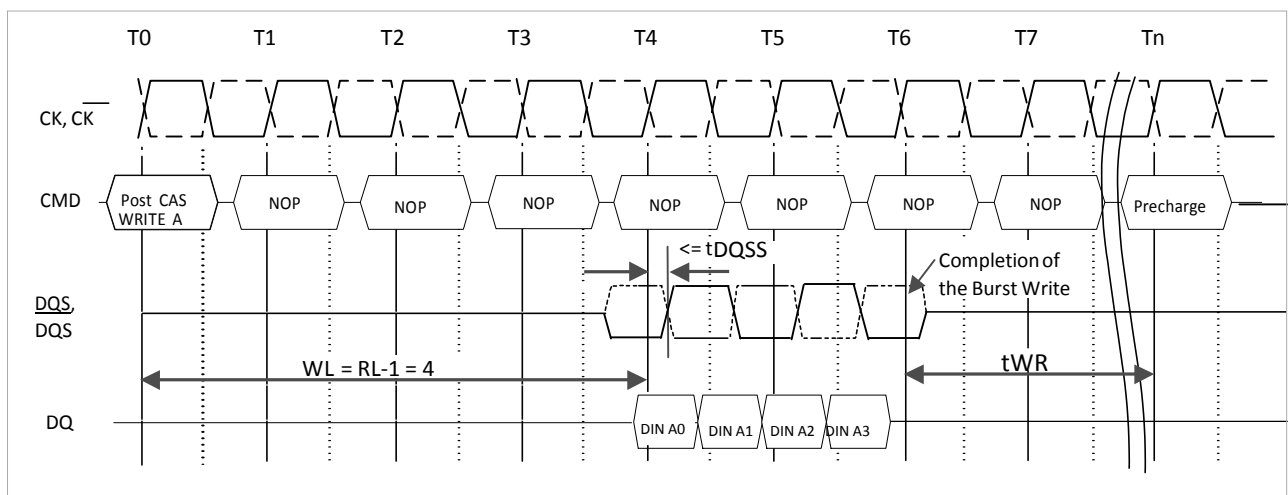 T0 T1 T2 T3 T4 T5 T6 T7 Tn
CK, CK
CMD
Post CAS
WRITE A
NOP NOP NOP NOP NOP NOP NOP Precharge
<= tDQSS
Completion of
the Burst Write
DQS,
DQS
WL = RL-1 = 4
tWR
DQ
DIN A0 DIN A1 DIN A2 DIN A3